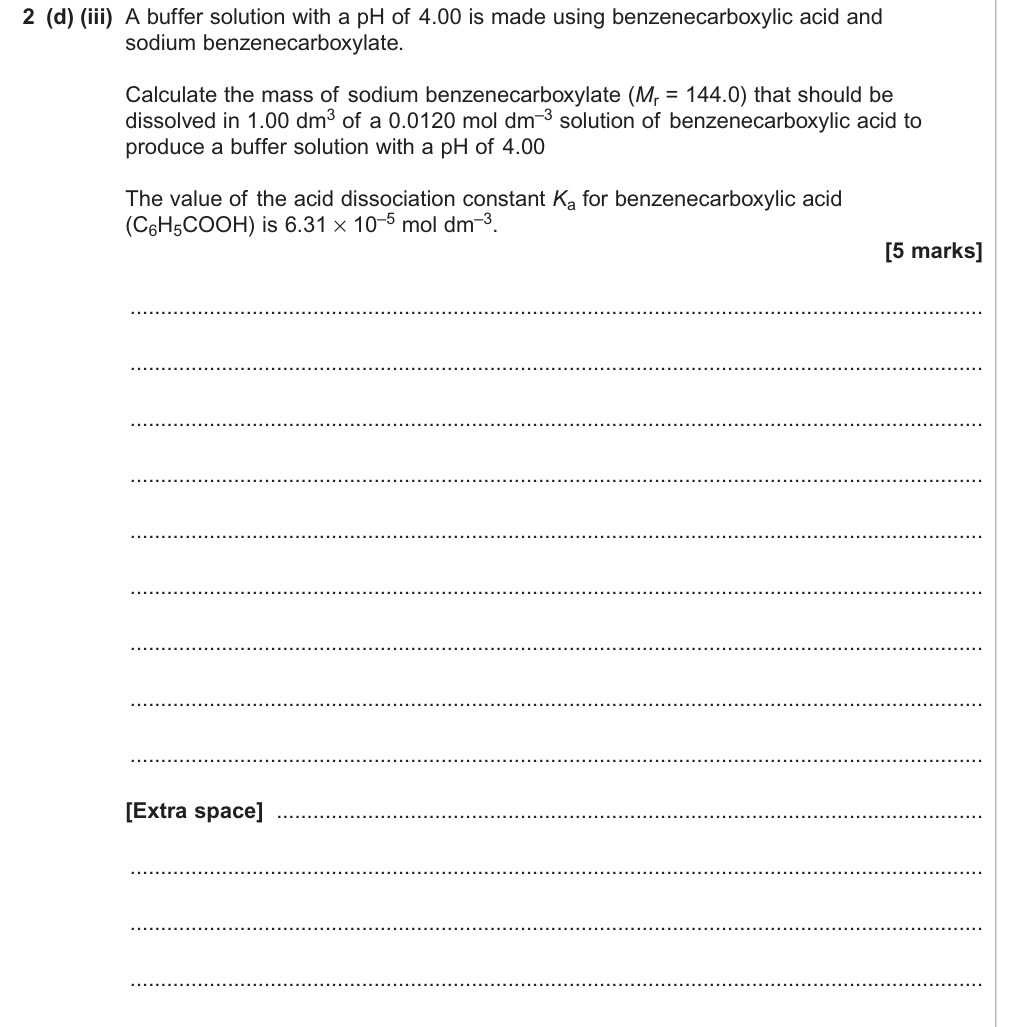 2 (d) (iii) A buffer solution with a pH of 4.00 is made using benzenecarboxylic acid and
sodium benzenecarboxylate.
Calculate the mass of sodium benzenecarboxylate (Mᵣ = 144.0) that should be
dissolved in 1.00 dm³ of a 0.0120 mol dm⁻³ solution of benzenecarboxylic acid to
produce a buffer solution with a pH of 4.00
The value of the acid dissociation constant Kₐ for benzenecarboxylic acid
(C₆H₅COOH) is 6.31 × 10⁻⁵ mol dm⁻³.
[5 marks]
[Extra space]